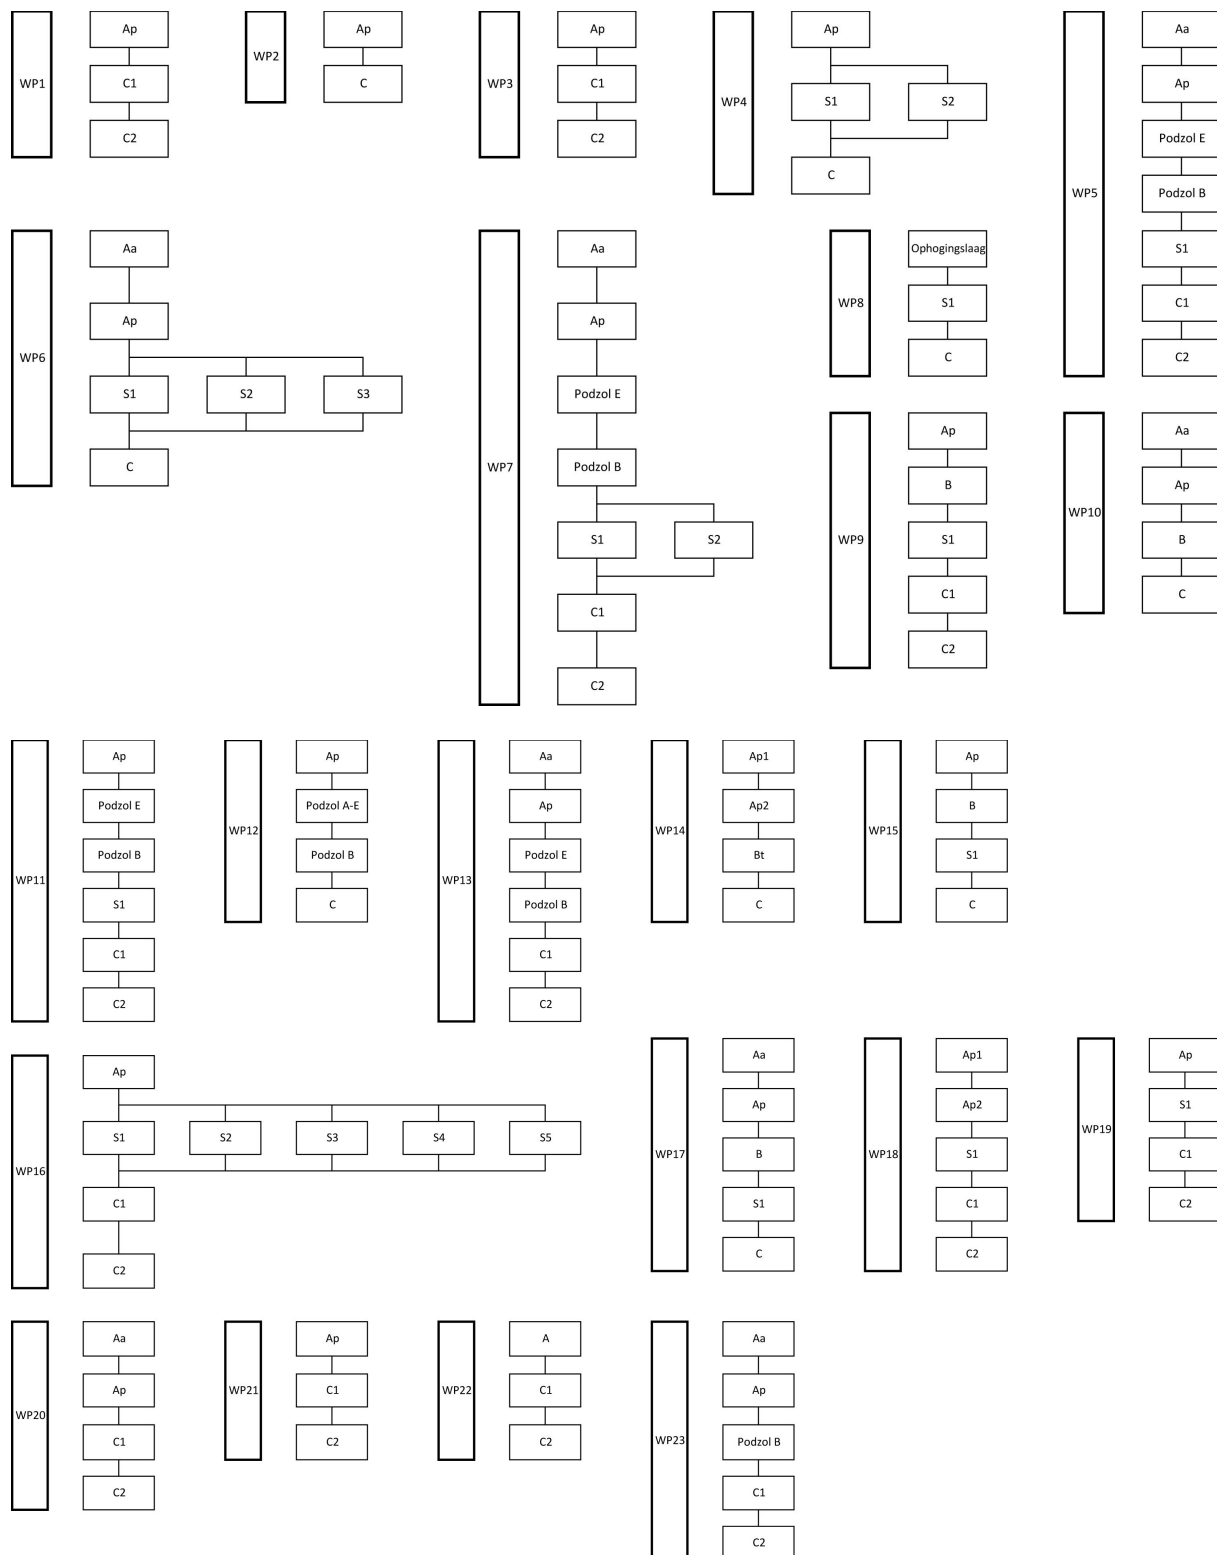 WP1
Ap
C1
C2
WP2
Ap
C
WP3
Ap
C1
C2
WP4
Ap
S1 S2
C
WP5
Aa
Ap
Podzol E
Podzol B
S1
C1
C2
WP6
Aa
Ap
S1 S2 S3
C
WP7
Aa
Ap
Podzol E
Podzol B
S1 S2
C1
C2
WP8
Ophogingslaag
S1
C
WP9
Ap
B
S1
C1
C2
WP10
Aa
Ap
B
C
WP11
Ap
Podzol E
Podzol B
S1
C1
C2
WP12
Ap
Podzol A-E
Podzol B
C
WP13
Aa
Ap
Podzol E
Podzol B
C1
C2
WP14
Ap1
Ap2
Bt
C
WP15
Ap
B
S1
C
WP16
Ap
S1 S2 S3 S4 S5
C1
C2
WP17
Aa
Ap
B
S1
C
WP18
Ap1
Ap2
S1
C1
C2
WP19
Ap
S1
C1
C2
WP20
Aa
Ap
C1
C2
WP21
Ap
C1
C2
WP22
A
C1
C2
WP23
Aa
Ap
Podzol B
C1
C2